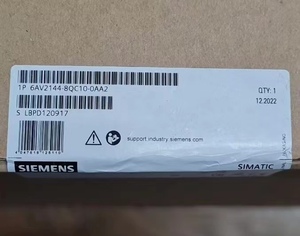 1P 6AV2144-8QC10-0AA2
QTY: 1
12.2022
S LBPD120917
support.industry.siemens.com
SIEMENS
SIMATIC